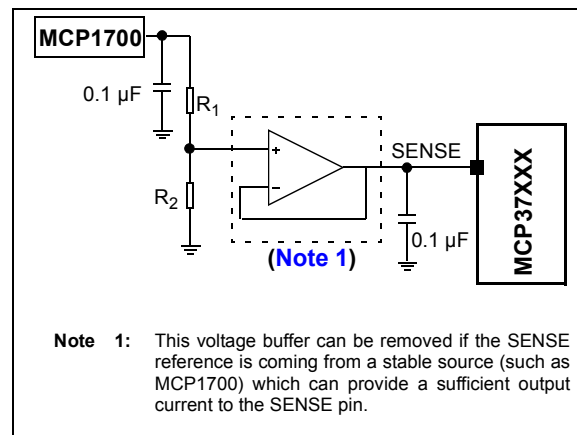 MCP1700
0.1 µF
R1
+
SENSE
−
R2
0.1 µF
MCP37XXX
(Note 1)
Note 1: This voltage buffer can be removed if the SENSE
reference is coming from a stable source (such as
MCP1700) which can provide a sufficient output
current to the SENSE pin.